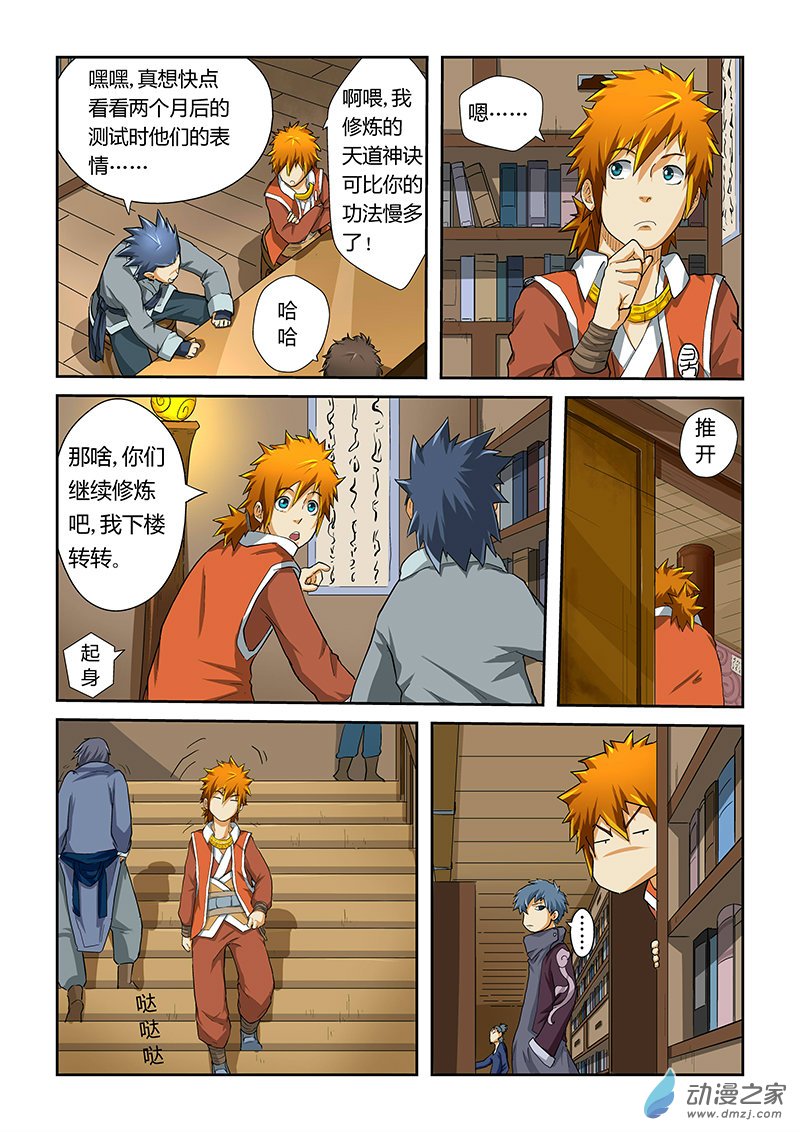 嘿嘿,真想快点
看看两个月后的
测试时他们的表
情……
啊喂,我
修炼的
天道神诀
可比你的
功法慢多
了!
哈
哈
嗯……
那啥,你们
继续修炼
吧,我下楼
转转。
起
身
推
开
哒
哒
哒
……
动漫之家
www.dmzj.com